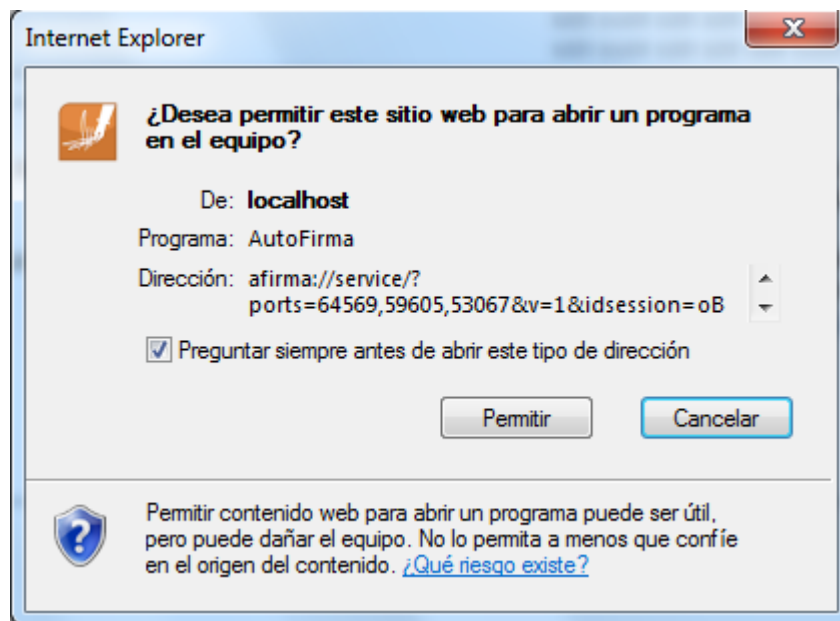 Internet Explorer
¿Desea permitir este sitio web para abrir un programa
en el equipo?
De: localhost
Programa: AutoFirma
Dirección: afirma://service/?
ports=64569,59605,53067&v=1&idsession=oB
Preguntar siempre antes de abrir este tipo de dirección
Permitir Cancelar
Permitir contenido web para abrir un programa puede ser útil,
pero puede dañar el equipo. No lo permita a menos que confíe
en el origen del contenido. ¿Qué riesgo existe?